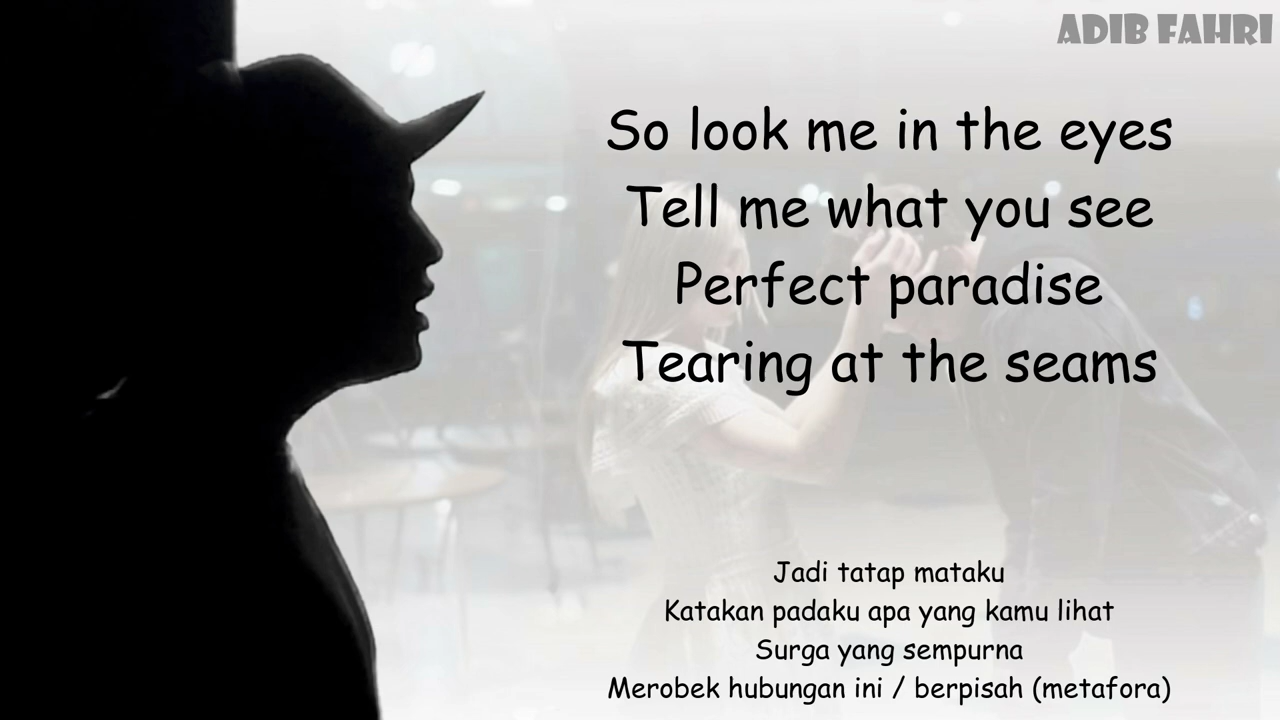 ADIB FAHRI
So look me in the eyes
Tell me what you see
Perfect paradise
Tearing at the seams
Jadi tatap mataku
Katakan padaku apa yang kamu lihat
Surga yang sempurna
Merobek hubungan ini / berpisah (metafora)